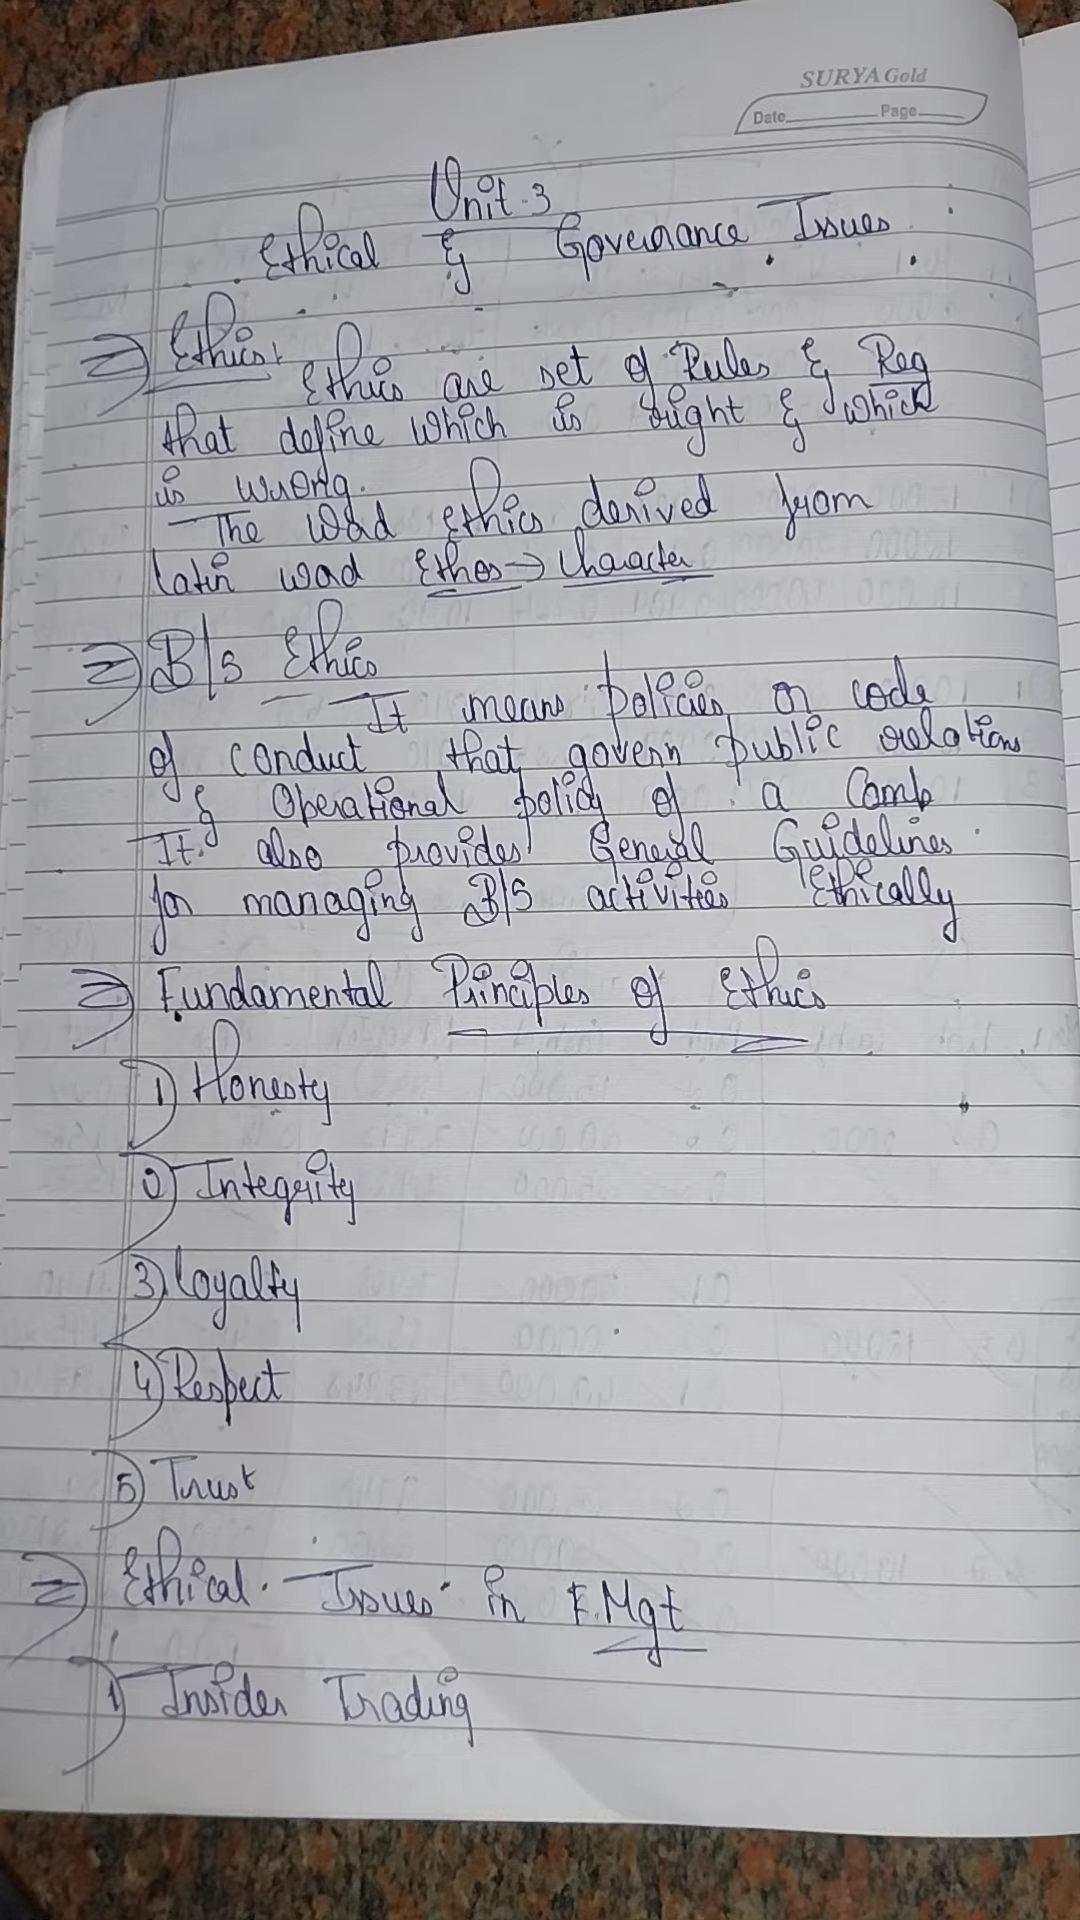 SURYA Gold
Date Page
Unit-3
Ethical & Governance Issues
⇒ Ethics:
Ethics are set of Rules & Reg
that define which is right & which
is wrong.
The word ethics derived from
Latin word Ethos → Character
⇒ B/s Ethics
It means policies or code
of conduct that govern public relations
& Operational policy of a Comp
It also provides General Guidelines
for managing B/S activities Ethically
⇒ Fundamental Principles of Ethics
1) Honesty
2) Integrity
3) Loyalty
4) Respect
5) Trust
⇒ Ethical Issues in F.Mgt
1) Insider Trading